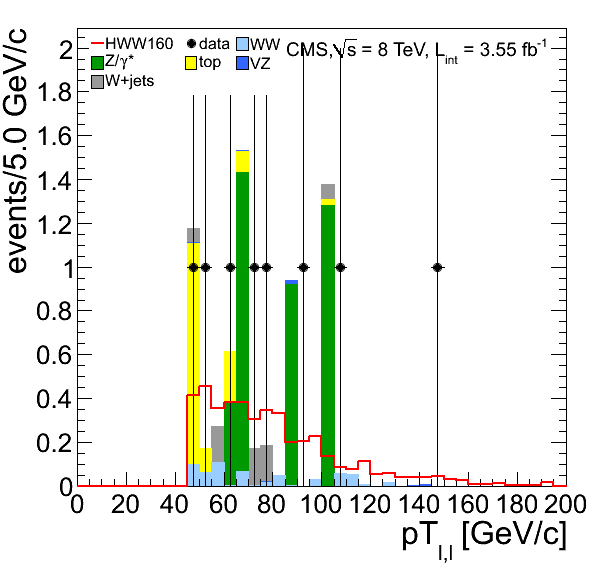 HWW160 data WW
Z/γ* top VZ
W+jets
CMS,√s = 8 TeV, L_int = 3.55 fb⁻¹
events/5.0 GeV/c
2
1.8
1.6
1.4
1.2
1
0.8
0.6
0.4
0.2
0
0 20 40 60 80 100 120 140 160 180 200
pT_l,l [GeV/c]